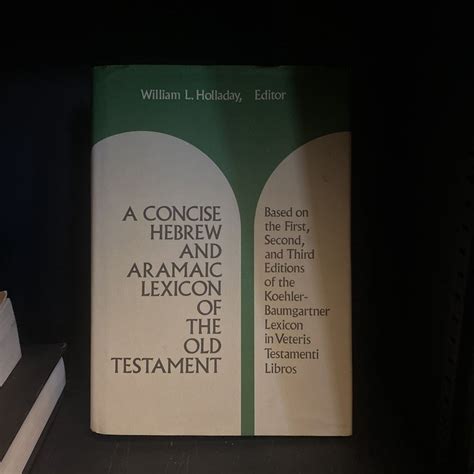 William L. Holladay, Editor
A CONCISE
HEBREW
AND
ARAMAIC
LEXICON
OF
THE
OLD
TESTAMENT
Based on
the First,
Second,
and Third
Editions
of the
Koehler-
Baumgartner
Lexicon
in Veteris
Testamenti
Libros